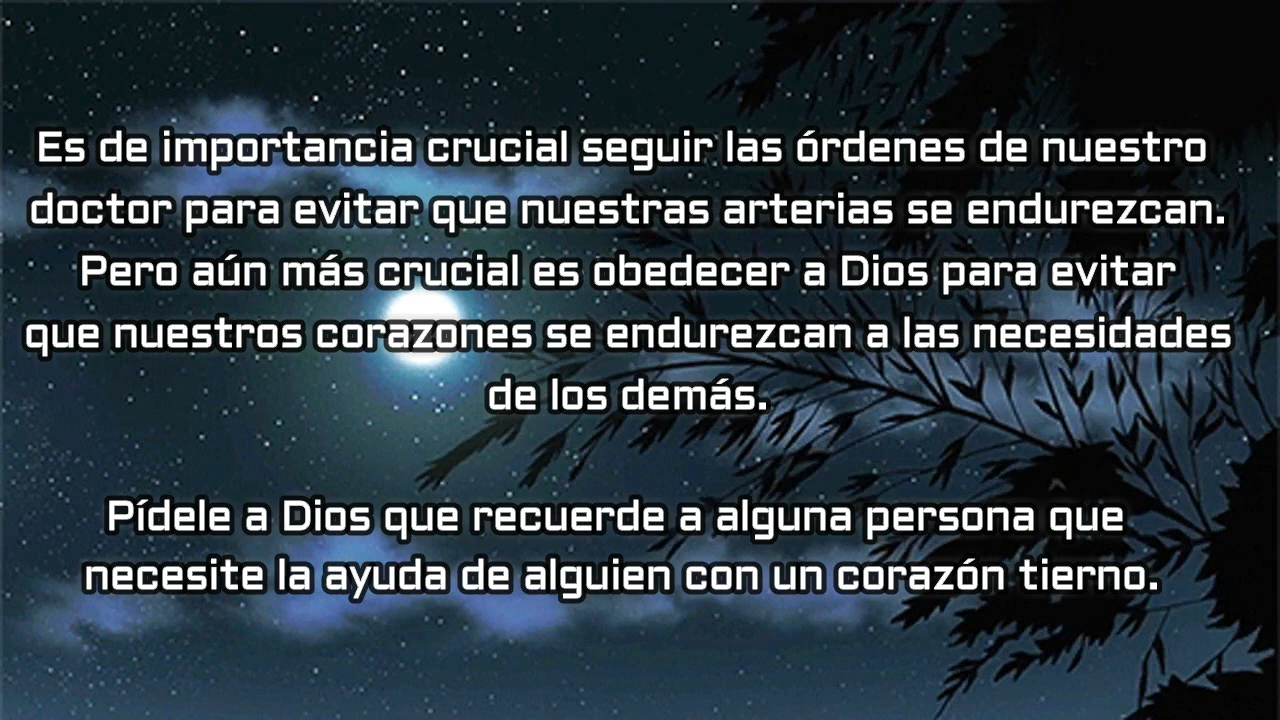 Es de importancia crucial seguir las órdenes de nuestro
doctor para evitar que nuestras arterias se endurezcan.
Pero aún más crucial es obedecer a Dios para evitar
que nuestros corazones se endurezcan a las necesidades
de los demás.
Pídele a Dios que recuerde a alguna persona que
necesite la ayuda de alguien con un corazón tierno.